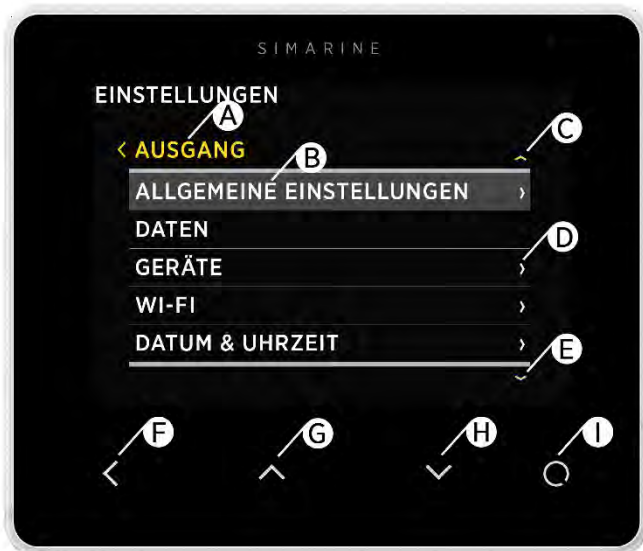 SIMARINE
EINSTELLUNGEN
A
C
< AUSGANG
B
ALLGEMEINE EINSTELLUNGEN ›
DATEN
D
GERÄTE ›
WI-FI ›
DATUM & UHRZEIT ›
E
F G H I